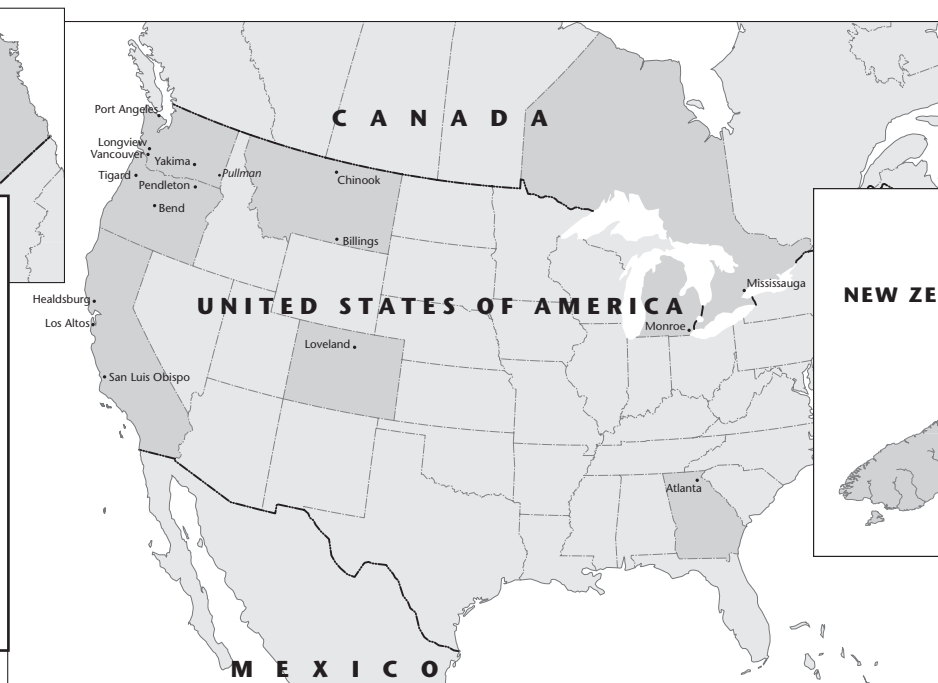 Port Angeles
CANADA
Longview
Vancouver
Yakima
Tigard
Pullman
Pendleton
Chinook
Bend
Billings
Mississauga
NEW ZE
Healdsburg
UNITED STATES OF AMERICA
Los Altos
Monroe
Loveland
San Luis Obispo
Atlanta
MEXICO